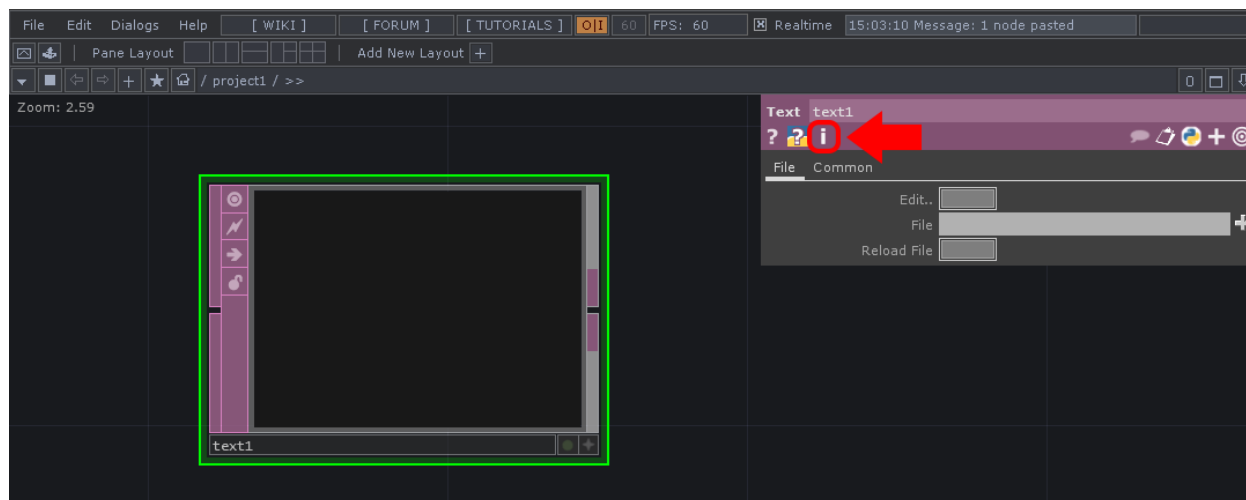 File Edit Dialogs Help [ WIKI ] [ FORUM ] [ TUTORIALS ] O|I 60 FPS: 60 Realtime 15:03:10 Message: 1 node pasted
Pane Layout Add New Layout +
+ / project1 / >> 0
Zoom: 2.59
Text text1
? ? i
File Common
Edit..
File
Reload File
text1